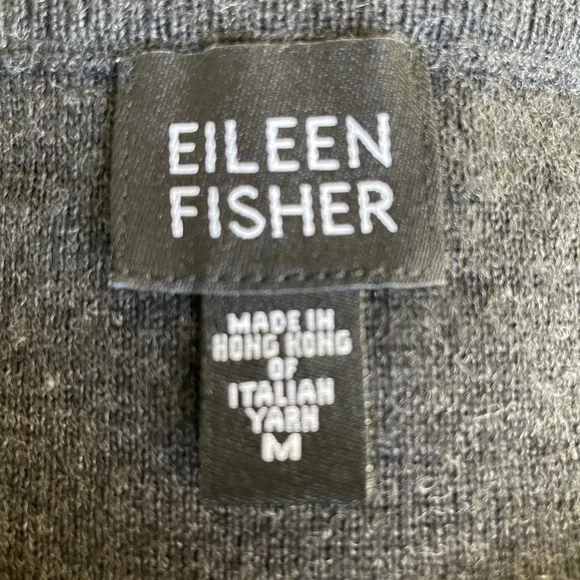 EILEEN
FISHER
MADE IN
HONG KONG
OF
ITALIAN
YARN
M